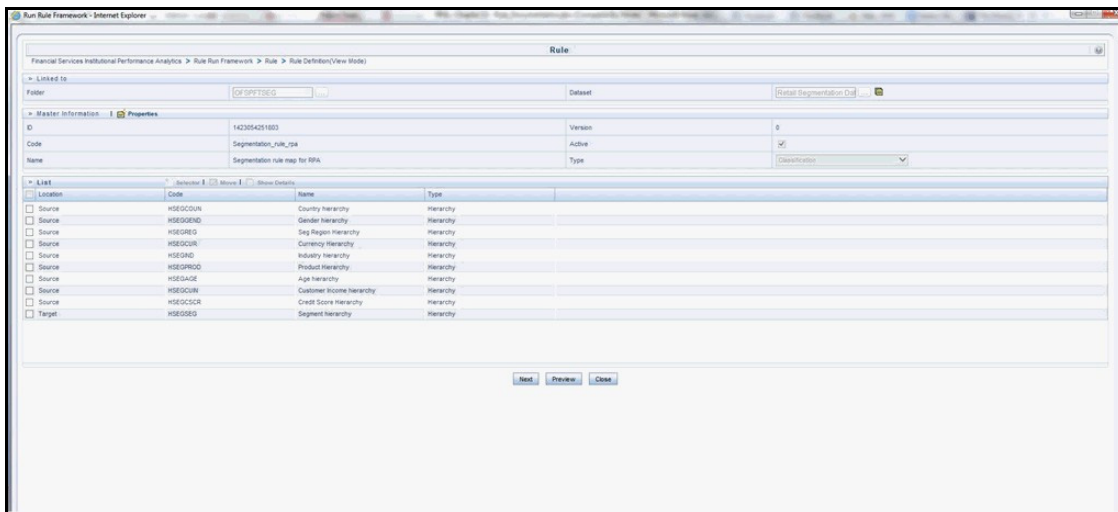 Run Rule Framework - Internet Explorer
Rule
Financial Services Institutional Performance Analytics > Rule Run Framework > Rule > Rule Definition(View Mode)
Linked to
Folder OFSPFTSEG ... Dataset Retail Segmentation Dat ...
Master Information | Properties
ID 1423054251803 Version 0
Code Segmentation_rule_rpa Active
Name Segmentation rule map for RPA Type Classification
List Selector | Move | Show Details
Location Code Name Type
Source HSEGCOUN Country hierarchy Hierarchy
Source HSEGGEND Gender hierarchy Hierarchy
Source HSEGREG Seg Region Hierarchy Hierarchy
Source HSEGCUR Currency Hierarchy Hierarchy
Source HSEGIND Industry hierarchy Hierarchy
Source HSEGPROD Product Hierarchy Hierarchy
Source HSEGAGE Age hierarchy Hierarchy
Source HSEGCUIN Customer Income hierarchy Hierarchy
Source HSEGCSCR Credit Score Hierarchy Hierarchy
Target HSEGSEG Segment hierarchy Hierarchy
Next Preview Close